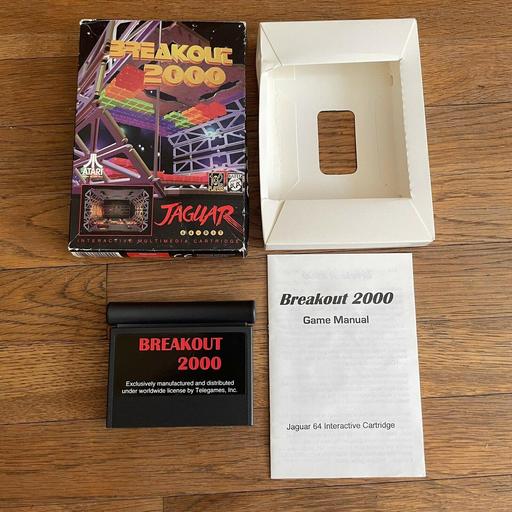 BREAKOUT
2000
ATARI
JAGUAR
64-BIT
INTERACTIVE MULTIMEDIA CARTRIDGE
BREAKOUT
2000
Exclusively manufactured and distributed
under worldwide license by Telegames, Inc.
Breakout 2000
Game Manual
Jaguar 64 Interactive Cartridge